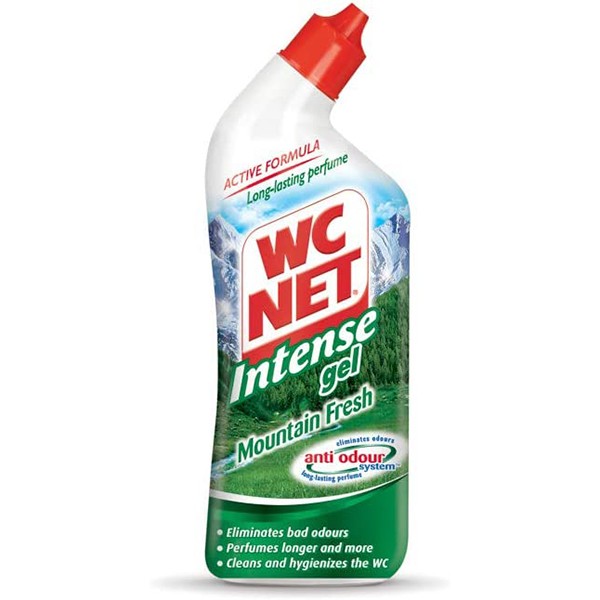 ACTIVE FORMULA
Long-lasting perfume
WC
NET®
Intense
gel
Mountain Fresh
eliminates odours
anti odour
system™
long-lasting perfume
• Eliminates bad odours
• Perfumes longer and more
• Cleans and hygienizes the WC